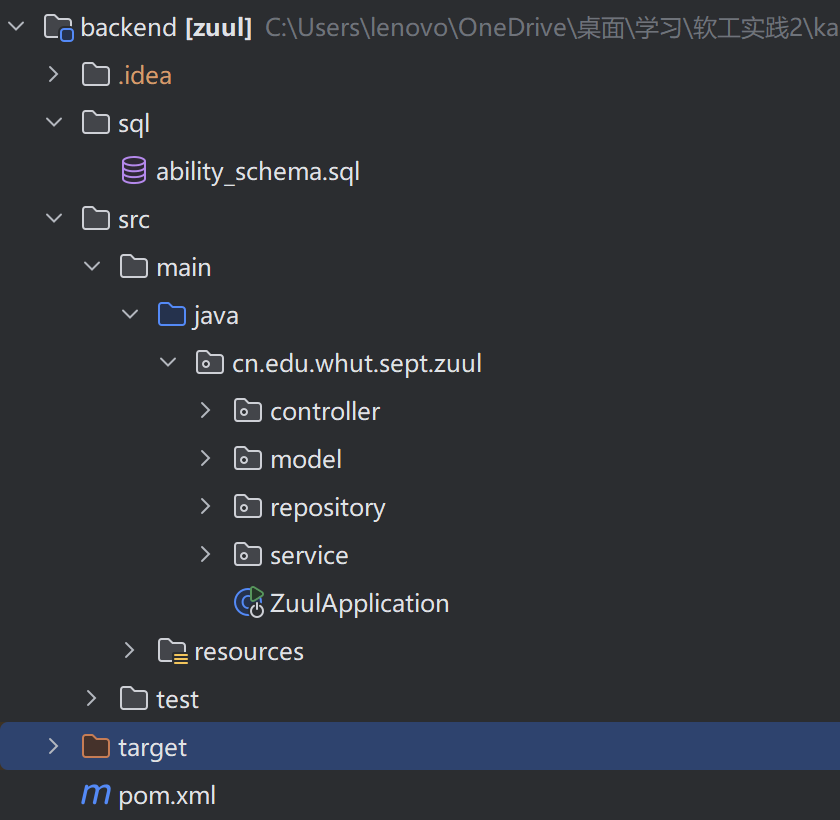 backend [zuul] C:\Users\lenovo\OneDrive\桌面\学习\软工实践2\ka
.idea
sql
ability_schema.sql
src
main
java
cn.edu.whut.sept.zuul
controller
model
repository
service
ZuulApplication
resources
test
target
pom.xml